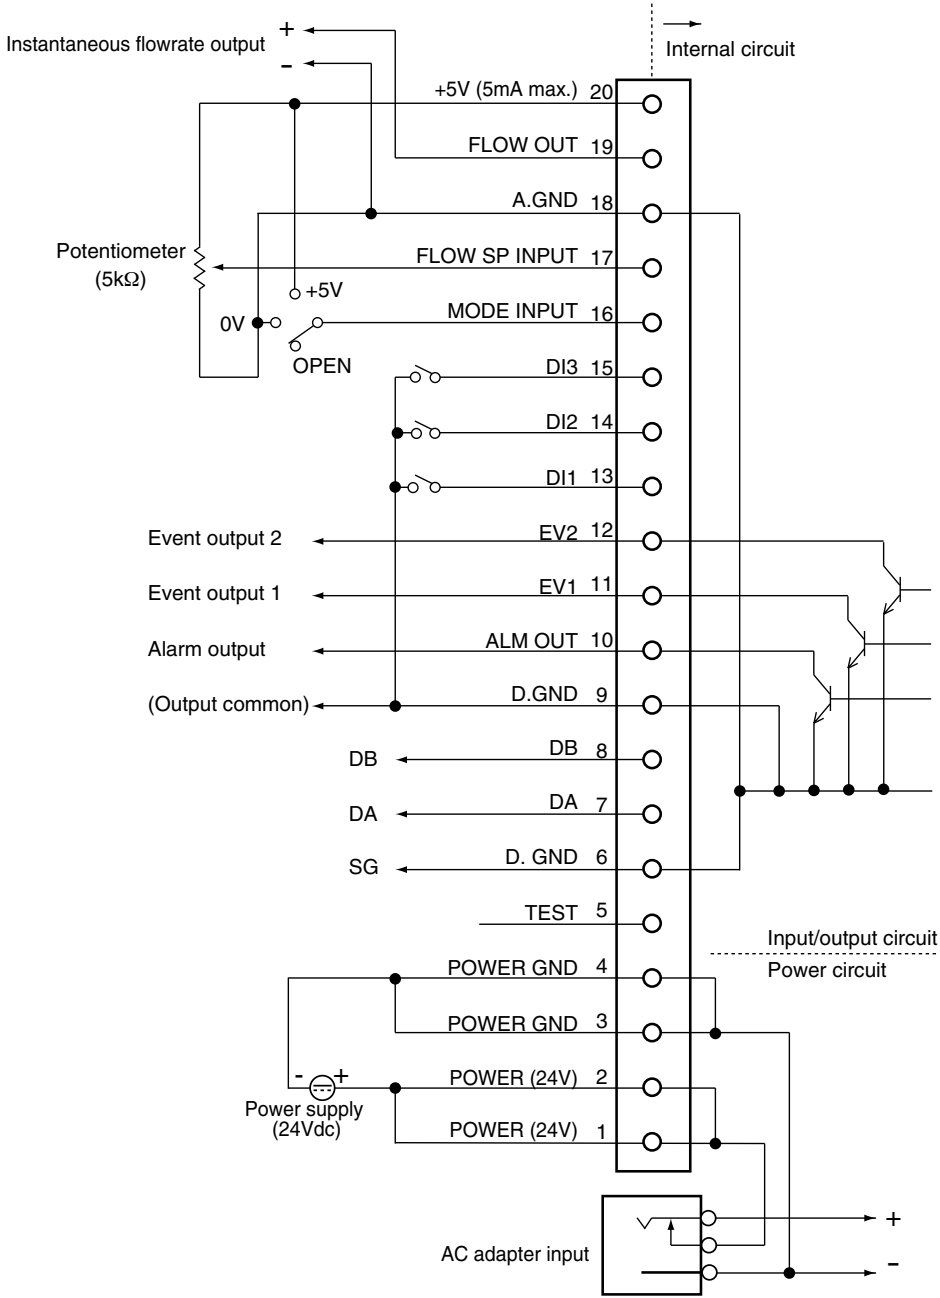 Instantaneous flowrate output
+
-
Internal circuit
+5V (5mA max.) 20
FLOW OUT 19
A.GND 18
Potentiometer
(5kΩ)
FLOW SP INPUT 17
+5V
0V
MODE INPUT 16
OPEN
DI3 15
DI2 14
DI1 13
Event output 2
EV2 12
Event output 1
EV1 11
Alarm output
ALM OUT 10
(Output common)
D.GND 9
DB
DB 8
DA
DA 7
SG
D. GND 6
TEST 5
Input/output circuit
Power circuit
POWER GND 4
POWER GND 3
- +
POWER (24V) 2
Power supply
(24Vdc)
POWER (24V) 1
AC adapter input
+
-